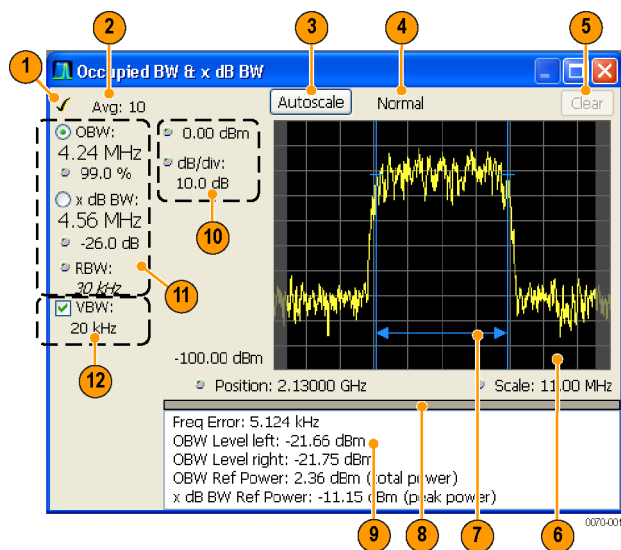 2 3 4 5
1
Occupied BW & x dB BW
Avg: 10 Autoscale Normal Clear
OBW: 0.00 dBm
4.24 MHz dB/div:
99.0 % 10.0 dB
x dB BW: 10
4.56 MHz
-26.0 dB
RBW: 11
30 kHz
VBW:
20 kHz
12
-100.00 dBm
Position: 2.13000 GHz Scale: 11.00 MHz
Freq Error: 5.124 kHz
OBW Level left: -21.66 dBm
OBW Level right: -21.75 dBm
OBW Ref Power: 2.36 dBm (total power)
x dB BW Ref Power: -11.15 dBm (peak power)
0070-001
9 8 7 6